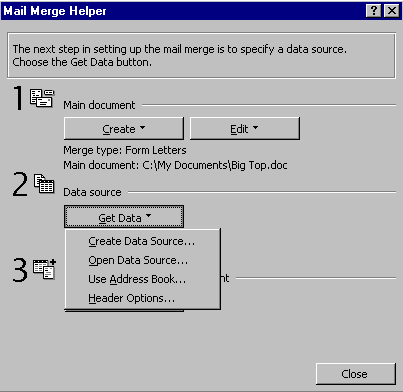 Mail Merge Helper
The next step in setting up the mail merge is to specify a data source.
Choose the Get Data button.
1
Main document
Create
Edit
Merge type: Form Letters
Main document: C:\My Documents\Big Top.doc
2
Data source
Get Data
Create Data Source...
Open Data Source...
Use Address Book...
Header Options...
3
nt
Close